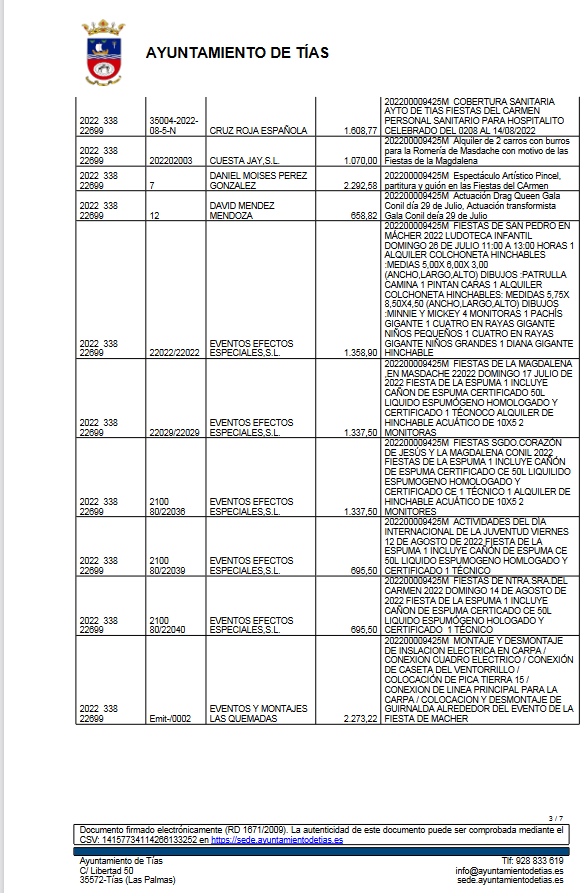 AYUNTAMIENTO DE TÍAS
202200009425M COBERTURA SANITARIA
AYTO DE TIAS FIESTAS DEL CARMEN
2022 338 35004-2022- PERSONAL SANITARIO PARA HOSPITALITO
22699 08-5-N CRUZ ROJA ESPAÑOLA 1.608,77 CELEBRADO DEL 0208 AL 14/08/2022
202200009425M Alquiler de 2 carros con burros
2022 338 para la Romería de Masdache con motivo de las
22699 202202003 CUESTA JAY,S.L. 1.070,00 Fiestas de la Magdalena
2022 338 DANIEL MOISES PEREZ 202200009425M Espectáculo Artístico Pincel,
22699 7 GONZALEZ 2.292,58 partitura y guión en las Fiestas del CArmen
202200009425M Actuación Drag Queen Gala
2022 338 DAVID MENDEZ Conil día 29 de Julio, Actuación transformista
22699 12 MENDOZA 658,82 Gala Conil deía 29 de Julio
202200009425M FIESTAS DE SAN PEDRO EN
MÁCHER 2022 LUDOTECA INFANTIL
DOMINGO 26 DE JULIO 11:00 A 13:00 HORAS 1
ALQUILER COLCHONETA HINCHABLES
:MEDIAS 5,00X 6,00X 3,00
(ANCHO,LARGO,ALTO) DIBUJOS :PATRULLA
CAMINA 1 PINTAN CARAS 1 ALQUILER
COLCHONETA HINCHABLES: MEDIDAS 5,75X
8,50X4,50 (ANCHO,LARGO,ALTO) DIBUJOS
:MINNIE Y MICKEY 4 MONITORAS 1 PACHÍS
GIGANTE 1 CUATRO EN RAYAS GIGANTE
NIÑOS PEQUEÑOS 1 CUATRO EN RAYAS
2022 338 EVENTOS EFECTOS GIGANTE NIÑOS GRANDES 1 DIANA GIGANTE
22699 22022/22022 ESPECIALES,S.L. 1.358,90 HINCHABLE
202200009425M FIESTAS DE LA MAGDALENA
,EN MASDACHE 22022 DOMINGO 17 JULIO DE
2022 FIESTA DE LA ESPUMA 1 INCLUYE
CAÑON DE ESPUMA CERTIFICADO 50L
LIQUIDO ESPUMÓGENO HOMOLOGADO Y
CERTIFICADO 1 TÉCNOCO ALQUILER DE
2022 338 EVENTOS EFECTOS HINCHABLE ACUÁTICO DE 10X5 2
22699 22029/22029 ESPECIALES,S.L. 1.337,50 MONITORAS
202200009425M FIESTAS SGDO.CORAZÓN
DE JESÚS Y LA MAGDALENA CONIL 2022
,FIESTAS DE LA ESPUMA 1 INCLUYE CAÑÓN
DE ESPUMA CERTIFICADO CE 50L LIQUILIDO
ESPUMOGENO HOMOLOGADO Y
CERTIFICADO CE 1 TÉCNICO 1 ALQUILER DE
2022 338 2100 EVENTOS EFECTOS HINCHABLE ACUÁTICO DE 10X5 2
22699 80/22036 ESPECIALES,S.L. 1.337,50 MONITORES
202200009425M ACTIVIDADES DEL DÍA
INTERNACIONAL DE LA JUVENTUD VIERNES
12 DE AGOSTO DE 2022,FIESTA DE LA
ESPUMA 1 INCLUYE CAÑON DE ESPUMA CE
2022 338 2100 EVENTOS EFECTOS 50L LIQUIDO ESPUMOGENO HOMLOGADO Y
22699 80/22039 ESPECIALES,S.L. 695,50 CERTIFICADO 1 TÉCNICO
202200009425M FIESTAS DE NTRA.SRA.DEL
CARMEN 2022 DOMINGO 14 DE AGOSTO DE
2022 FIESTA DE LA ESPUMA 1 INCLUYE
CAÑON DE ESPUMA CERTICADO CE 50L
2022 338 2100 EVENTOS EFECTOS LIQUIDO ESPUMÓGENO HOLOGADO Y
22699 80/22040 ESPECIALES,S.L. 695,50 CERTIFICADO 1 TÉCNICO
202200009425M MONTAJE Y DESMONTAJE
DE INSLACION ELECTRICA EN CARPA /
CONEXION CUADRO ELECTRICO / CONEXIÓN
DE CASETA DEL VENTORRILLO /
COLOCACIÓN DE PICA TIERRA 15 /
CONEXION DE LINEA PRINCIPAL PARA LA
CARPA / COLOCACION Y DESMONTAJE DE
2022 338 EVENTOS Y MONTAJES GUIRNALDA ALREDEDOR DEL EVENTO DE LA
22699 Emit-/0002 LAS QUEMADAS 2.273,22 FIESTA DE MACHER
3 / 7
Documento firmado electrónicamente (RD 1671/2009). La autenticidad de este documento puede ser comprobada mediante el
CSV: 14157734114266133252 en https://sede.ayuntamientodetias.es
Ayuntamiento de Tías Tlf: 928 833 619
C/ Libertad 50 info@ayuntamientodetias.es
35572-Tías (Las Palmas) sede.ayuntamientodetias.es